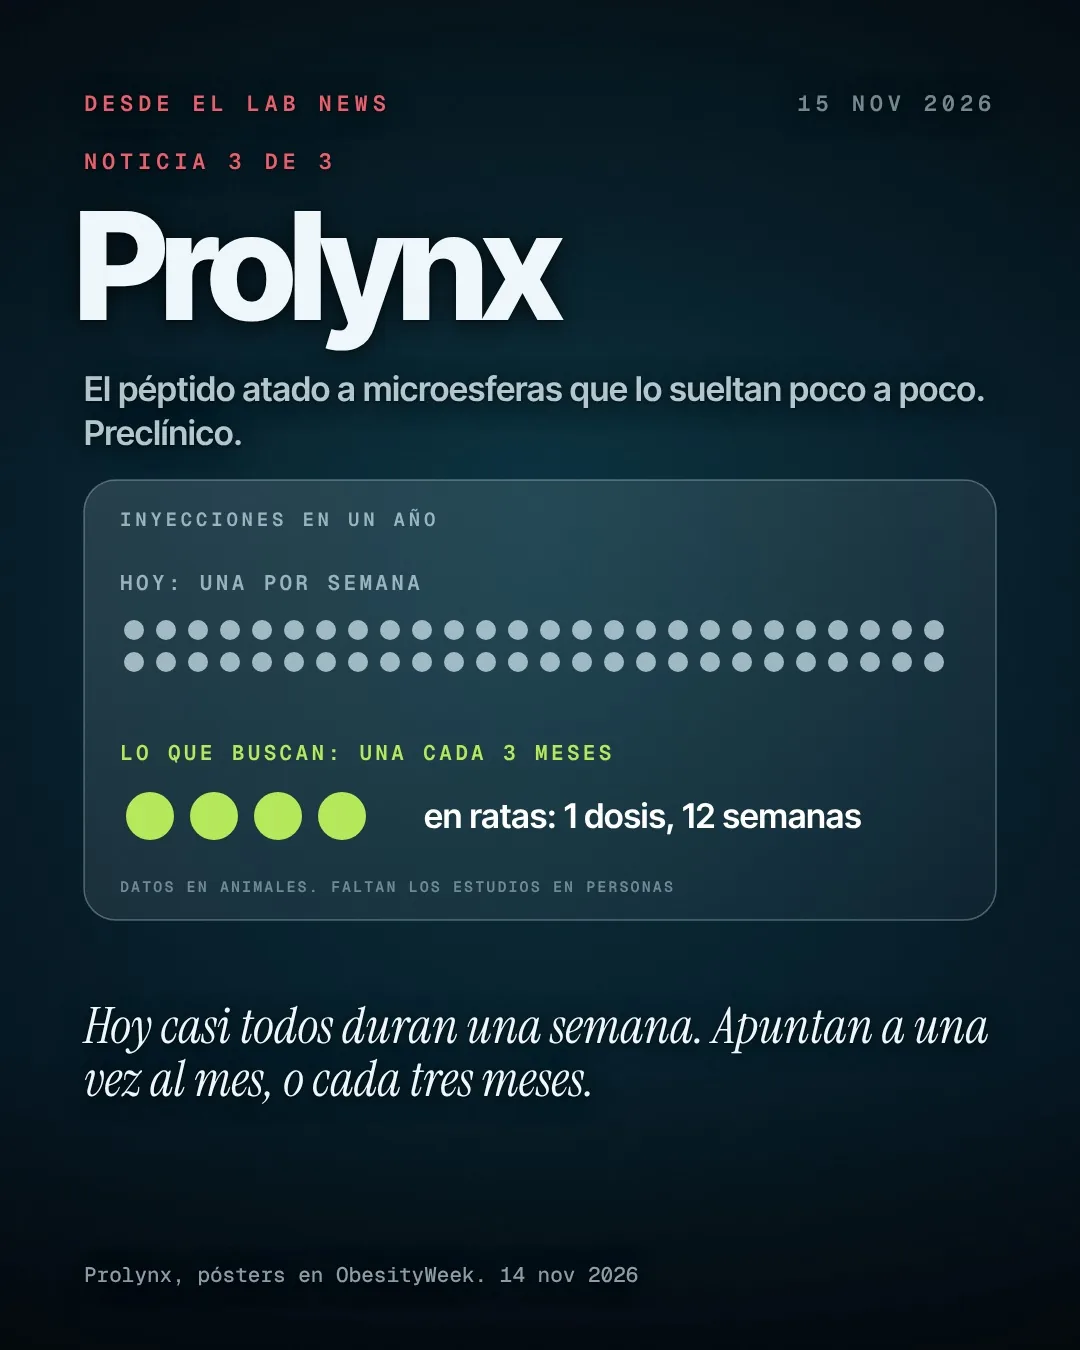 DESDE EL LAB NEWS
15 NOV 2026
NOTICIA 3 DE 3
Prolynx
El péptido atado a microesferas que lo sueltan poco a poco.
Preclínico.
INYECCIONES EN UN AÑO
HOY: UNA POR SEMANA
LO QUE BUSCAN: UNA CADA 3 MESES
en ratas: 1 dosis, 12 semanas
DATOS EN ANIMALES. FALTAN LOS ESTUDIOS EN PERSONAS
Hoy casi todos duran una semana. Apuntan a una
vez al mes, o cada tres meses.
Prolynx, pósters en ObesityWeek. 14 nov 2026